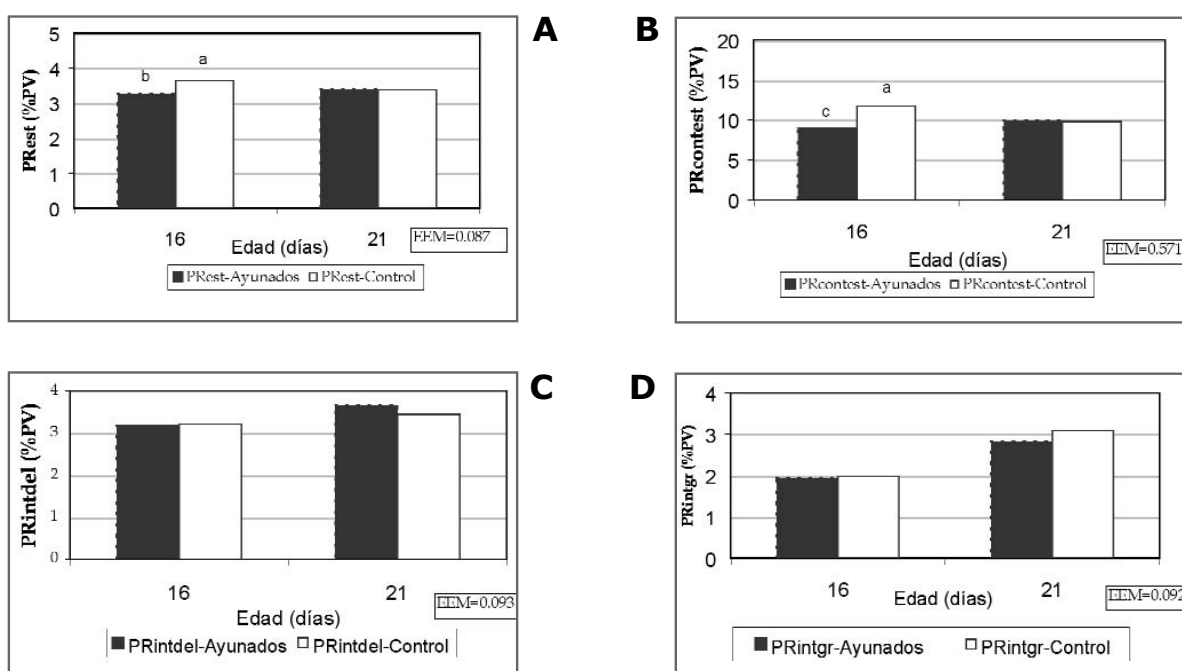 A
PRest (%PV)
5
4
3
2
1
0
b
a
16
21
Edad (días)
EEM=0.087
PRest-Ayunados PRest-Control
B
PRcontest (%PV)
20
15
10
5
0
c
a
16
21
Edad (días)
EEM=0.571
PRcontest-Ayunados PRcontest-Control
C
PRintdel (%PV)
4
3
2
1
0
16
21
Edad (días)
EEM=0.093
PRintdel-Ayunados PRintdel-Control
D
PRintgr (%PV)
4
3
2
1
0
16
21
Edad (días)
EEM=0.092
PRintgr-Ayunados PRintgr-Control